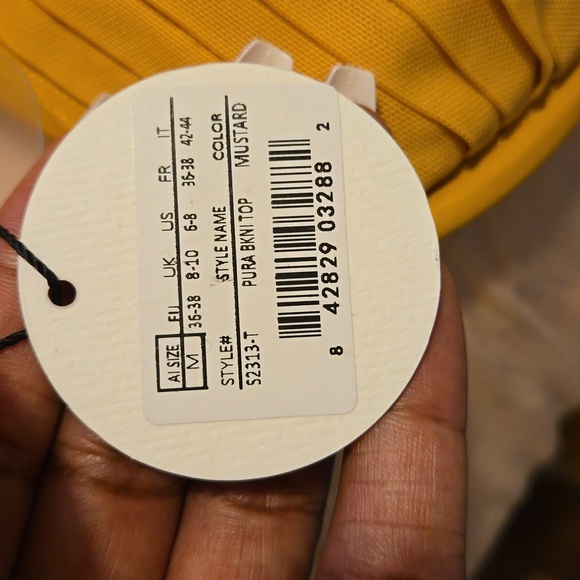 AI SIZE EU UK US FR IT
M 36-38 8-10 6-8 36-38 42-44
STYLE# STYLE NAME COLOR
S2313-T PURA BKNI TOP MUSTARD
8 42829 03288 2